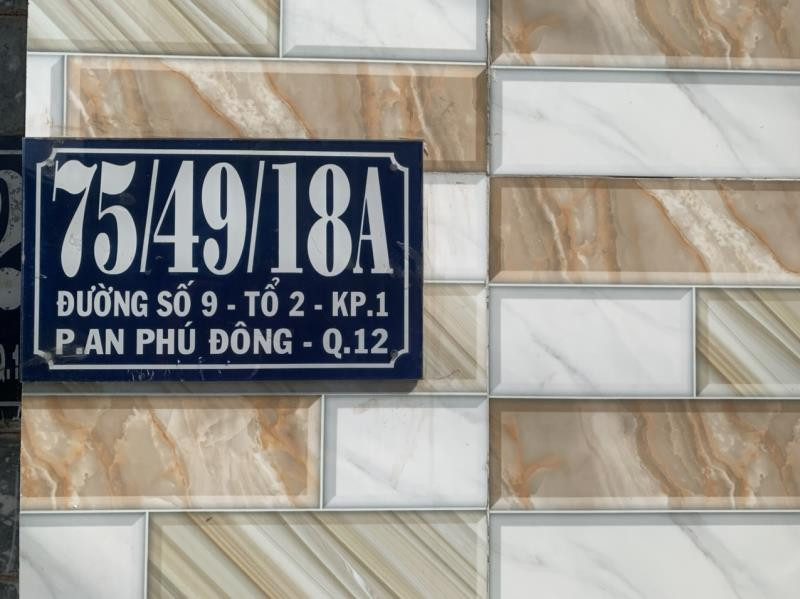 75/49/18A
ĐƯỜNG SỐ 9 - TỔ 2 - KP.1
P.AN PHÚ ĐÔNG - Q.12